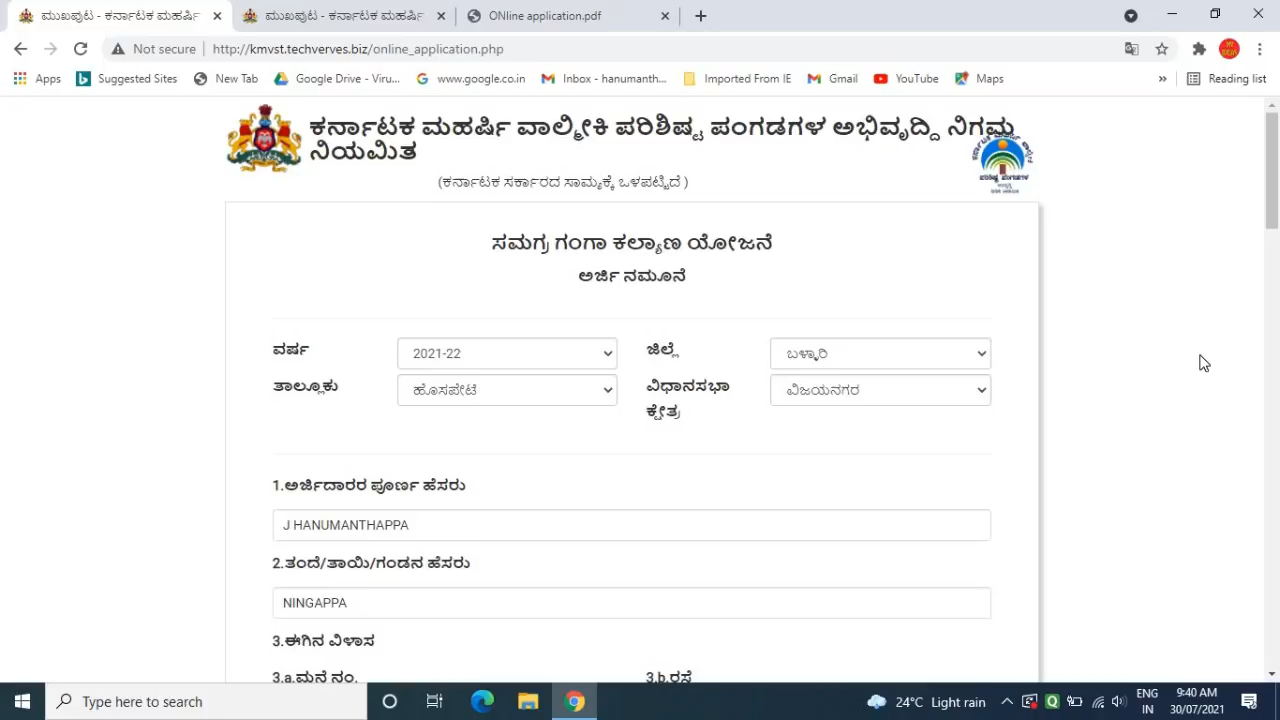 ಮುಖಪುಟ - ಕರ್ನಾಟಕ ಮಹರ್ಷಿ
ಮುಖಪುಟ - ಕರ್ನಾಟಕ ಮಹರ್ಷಿ
ONline application.pdf
Not secure
http://kmvst.techverves.biz/online_application.php
Apps
Suggested Sites
New Tab
Google Drive - Viru...
www.google.co.in
Inbox - hanumanth...
Imported From IE
Gmail
YouTube
Maps
»
Reading list
ಕರ್ನಾಟಕ ಮಹರ್ಷಿ ವಾಲ್ಮೀಕಿ ಪರಿಶಿಷ್ಟ ಪಂಗಡಗಳ ಅಭಿವೃದ್ದಿ ನಿಗಮ
ನಿಯಮಿತ
(ಕರ್ನಾಟಕ ಸರ್ಕಾರದ ಸಾಮ್ಯಕ್ಕೆ ಒಳಪಟ್ಟಿದೆ )
ಸಮಗ್ರ ಗಂಗಾ ಕಲ್ಯಾಣ ಯೋಜನೆ
ಅರ್ಜಿ ನಮೂನೆ
ವರ್ಷ
2021-22
ಜಿಲ್ಲೆ
ಬಳ್ಳಾರಿ
ತಾಲ್ಲೂಕು
ಹೊಸಪೇಟೆ
ವಿಧಾನಸಭಾ
ಕ್ಷೇತ್ರ
ವಿಜಯನಗರ
1.ಅರ್ಜಿದಾರರ ಪೂರ್ಣ ಹೆಸರು
J HANUMANTHAPPA
2.ತಂದೆ/ತಾಯಿ/ಗಂಡನ ಹೆಸರು
NINGAPPA
3.ಈಗಿನ ವಿಳಾಸ
3.a.ಮನೆ ನಂ.
3.b.ರಸ್ತೆ
Type here to search
24°C Light rain
ENG
IN
9:40 AM
30/07/2021